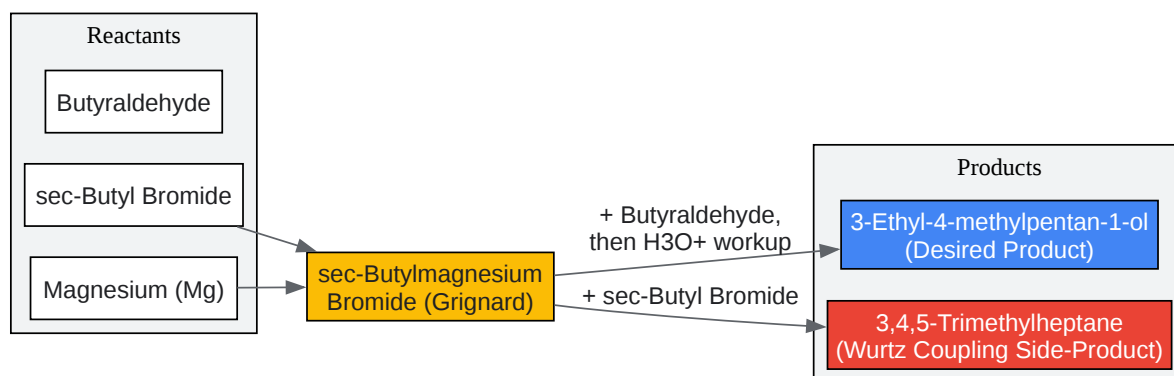 Reactants
Butyraldehyde
sec-Butyl Bromide
Magnesium (Mg)
sec-Butylmagnesium
Bromide (Grignard)
+ Butyraldehyde,
then H3O+ workup
+ sec-Butyl Bromide
Products
3-Ethyl-4-methylpentan-1-ol
(Desired Product)
3,4,5-Trimethylheptane
(Wurtz Coupling Side-Product)